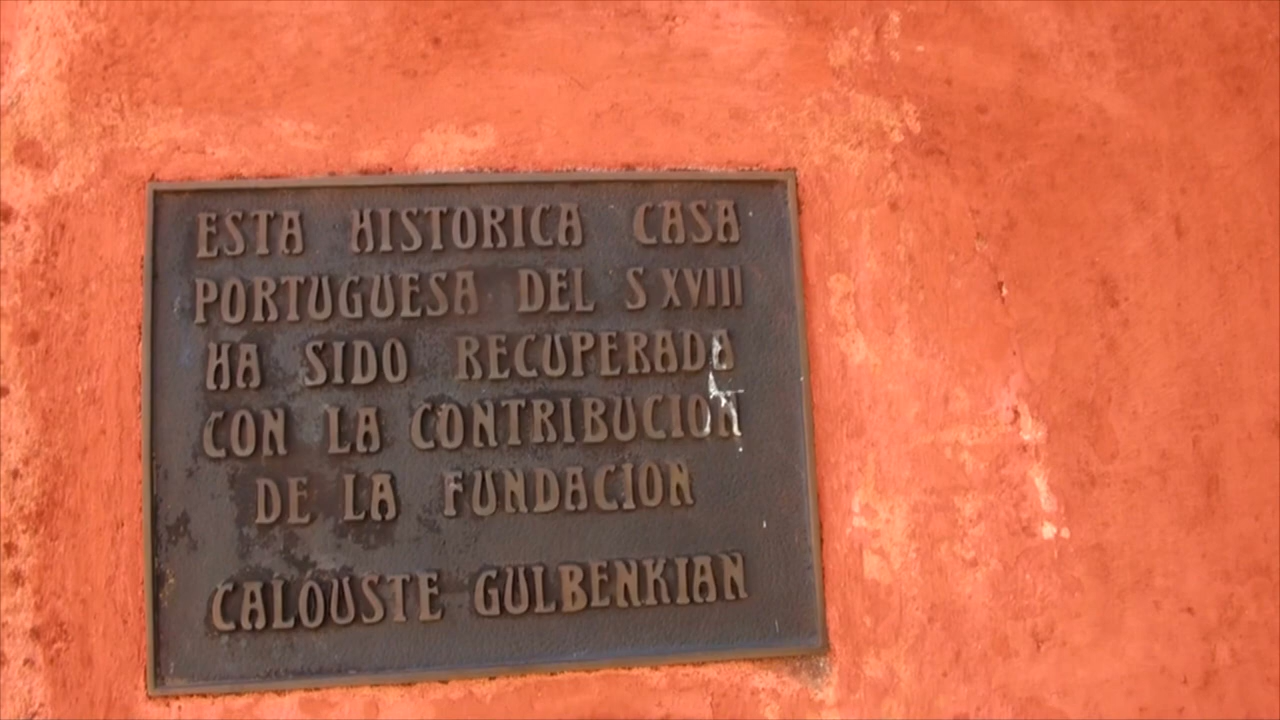 ESTA HISTORICA CASA
PORTUGUESA DEL S XVIII
HA SIDO RECUPERADA
CON LA CONTRIBUCION
DE LA FUNDACION
CALOUSTE GULBENKIAN